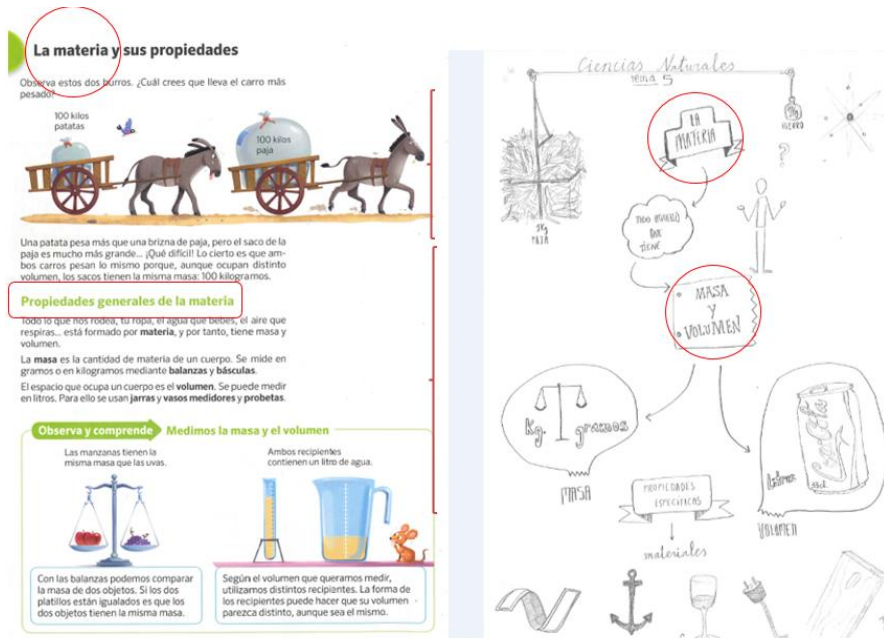 La materia y sus propiedades
Observa estos dos burros. ¿Cuál crees que lleva el carro más
pesado?
100 kilos
patatas
100 kilos
paja
Una patata pesa más que una brizna de paja, pero el saco de la
paja es mucho más grande... ¡Qué difícil! Lo cierto es que am-
bos carros pesan lo mismo porque, aunque ocupan distinto
volumen, los sacos tienen la misma masa: 100 kilogramos.
Propiedades generales de la materia
Todo lo que nos rodea, tu ropa, el agua que bebes, el aire que
respiras... está formado por materia, y por tanto, tiene masa y
volumen.
La masa es la cantidad de materia de un cuerpo. Se mide en
gramos o en kilogramos mediante balanzas y básculas.
El espacio que ocupa un cuerpo es el volumen. Se puede medir
en litros. Para ello se usan jarras y vasos medidores y probetas.
Observa y comprende
Medimos la masa y el volumen
Las manzanas tienen la
misma masa que las uvas.
Ambos recipientes
contienen un litro de agua.
Con las balanzas podemos comparar
la masa de dos objetos. Si los dos
platillos están igualados es que los
dos objetos tienen la misma masa.
Según el volumen que queramos medir,
utilizamos distintos recipientes. La forma de
los recipientes puede hacer que su volumen
parezca distinto, aunque sea el mismo.
Ciencias Naturales
tema 5
LA
MATERIA
HIERRO
?
1Kg
PAJA
TODO AQUELLO
QUE
TIENE
MASA
Y
VOLUMEN
Kg. gramos
MASA
litros
33cl.
VOLUMEN
PROPIEDADES
ESPECÍFICAS
materiales